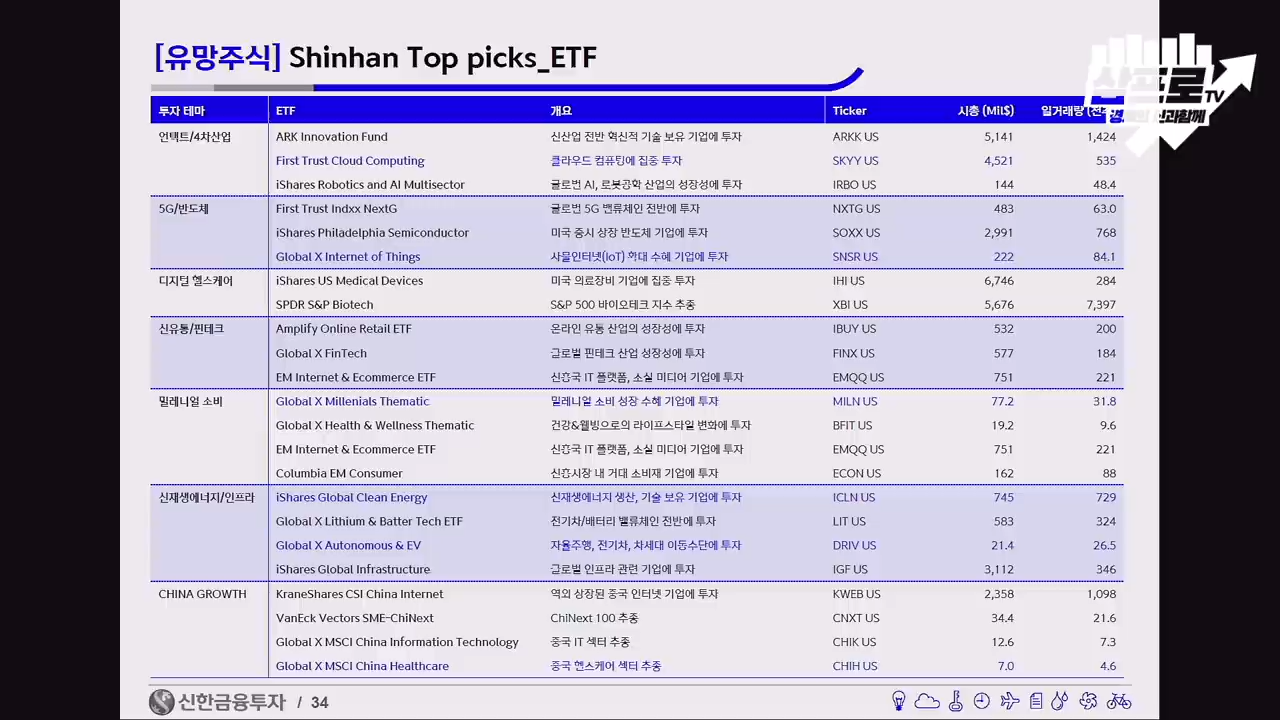 [유망주식] Shinhan Top picks_ETF
삼프로TV
투자 테마 ETF 개요 Ticker 시총 (Mil$) 일거래량
언택트/4차산업 ARK Innovation Fund 신산업 전반 혁신적 기술 보유 기업에 투자 ARKK US 5,141 1,424
First Trust Cloud Computing 클라우드 컴퓨팅에 집중 투자 SKYY US 4,521 535
iShares Robotics and AI Multisector 글로벌 AI, 로봇공학 산업의 성장성에 투자 IRBO US 144 48.4
5G/반도체 First Trust Indxx NextG 글로벌 5G 밸류체인 전반에 투자 NXTG US 483 63.0
iShares Philadelphia Semiconductor 미국 증시 상장 반도체 기업에 투자 SOXX US 2,991 768
Global X Internet of Things 사물인터넷(IoT) 확대 수혜 기업에 투자 SNSR US 222 84.1
디지털 헬스케어 iShares US Medical Devices 미국 의료장비 기업에 집중 투자 IHI US 6,746 284
SPDR S&P Biotech S&P 500 바이오테크 지수 추종 XBI US 5,676 7,397
신유통/핀테크 Amplify Online Retail ETF 온라인 유통 산업의 성장성에 투자 IBUY US 532 200
Global X FinTech 글로벌 핀테크 산업 성장성에 투자 FINX US 577 184
EM Internet & Ecommerce ETF 신흥국 IT 플랫폼, 소셜 미디어 기업에 투자 EMQQ US 751 221
밀레니얼 소비 Global X Millenials Thematic 밀레니얼 소비 성장 수혜 기업에 투자 MILN US 77.2 31.8
Global X Health & Wellness Thematic 건강&웰빙으로의 라이프스타일 변화에 투자 BFIT US 19.2 9.6
EM Internet & Ecommerce ETF 신흥국 IT 플랫폼, 소셜 미디어 기업에 투자 EMQQ US 751 221
Columbia EM Consumer 신흥시장 내 거대 소비재 기업에 투자 ECON US 162 88
신재생에너지/인프라 iShares Global Clean Energy 신재생에너지 생산, 기술 보유 기업에 투자 ICLN US 745 729
Global X Lithium & Batter Tech ETF 전기차/배터리 밸류체인 전반에 투자 LIT US 583 324
Global X Autonomous & EV 자율주행, 전기차, 차세대 이동수단에 투자 DRIV US 21.4 26.5
iShares Global Infrastructure 글로벌 인프라 관련 기업에 투자 IGF US 3,112 346
CHINA GROWTH KraneShares CSI China Internet 역외 상장된 중국 인터넷 기업에 투자 KWEB US 2,358 1,098
VanEck Vectors SME-ChiNext ChiNext 100 추종 CNXT US 34.4 21.6
Global X MSCI China Information Technology 중국 IT 섹터 추종 CHIK US 12.6 7.3
Global X MSCI China Healthcare 중국 헬스케어 섹터 추종 CHIH US 7.0 4.6
신한금융투자 / 34